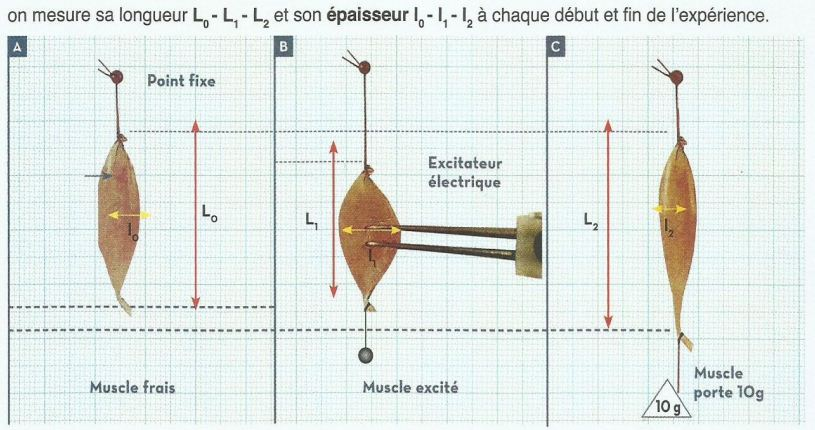 on mesure sa longueur L₀ - L₁ - L₂ et son épaisseur l₀ - l₁ - l₂ à chaque début et fin de l'expérience.
A
B
C
Point fixe
Excitateur
électrique
L₀
l₀
L₁
l₁
L₂
l₂
Muscle frais
Muscle excité
Muscle
porte 10g
10 g